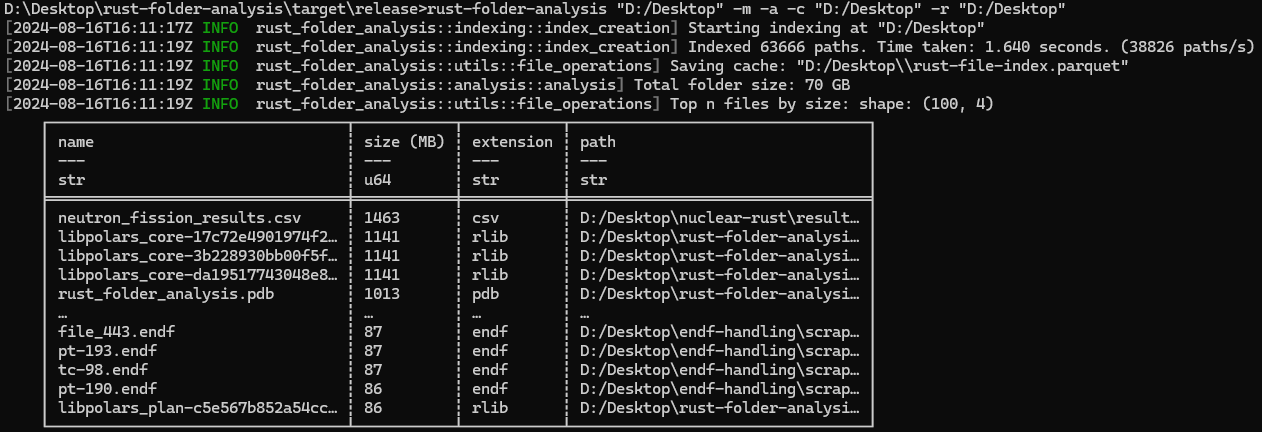 D:\Desktop\rust-folder-analysis\target\release>rust-folder-analysis "D:/Desktop" -m -a -c "D:/Desktop" -r "D:/Desktop"
[2024-08-16T16:11:17Z INFO  rust_folder_analysis::indexing::index_creation] Starting indexing at "D:/Desktop"
[2024-08-16T16:11:19Z INFO  rust_folder_analysis::indexing::index_creation] Indexed 63666 paths. Time taken: 1.640 seconds. (38826 paths/s)
[2024-08-16T16:11:19Z INFO  rust_folder_analysis::utils::file_operations] Saving cache: "D:/Desktop\\rust-file-index.parquet"
[2024-08-16T16:11:19Z INFO  rust_folder_analysis::analysis::analysis] Total folder size: 70 GB
[2024-08-16T16:11:19Z INFO  rust_folder_analysis::utils::file_operations] Top n files by size: shape: (100, 4)
name size (MB) extension path
--- --- --- ---
str u64 str str
neutron_fission_results.csv 1463 csv D:/Desktop\nuclear-rust\result…
libpolars_core-17c72e4901974f2… 1141 rlib D:/Desktop\rust-folder-analysi…
libpolars_core-3b228930bb00f5f… 1141 rlib D:/Desktop\rust-folder-analysi…
libpolars_core-da19517743048e8… 1141 rlib D:/Desktop\rust-folder-analysi…
rust_folder_analysis.pdb 1013 pdb D:/Desktop\rust-folder-analysi…
… … … …
file_443.endf 87 endf D:/Desktop\endf-handling\scrap…
pt-193.endf 87 endf D:/Desktop\endf-handling\scrap…
tc-98.endf 87 endf D:/Desktop\endf-handling\scrap…
pt-190.endf 86 endf D:/Desktop\endf-handling\scrap…
libpolars_plan-c5e567b852a54cc… 86 rlib D:/Desktop\rust-folder-analysi…